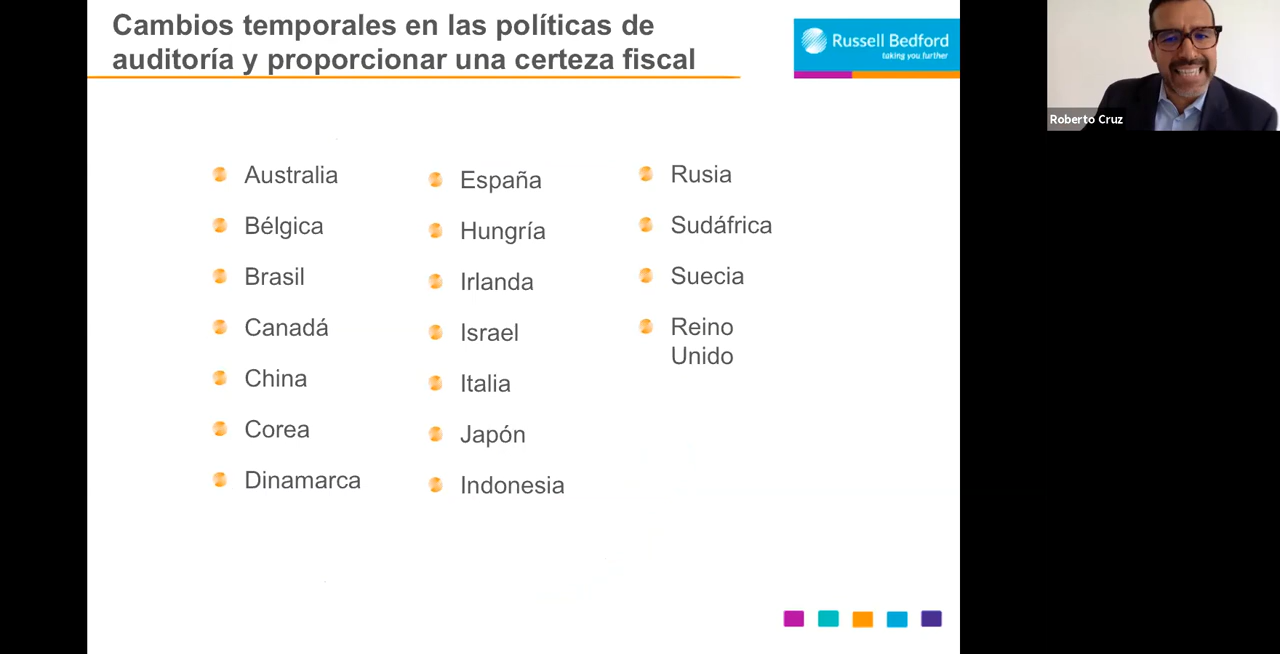 Cambios temporales en las políticas de
auditoría y proporcionar una certeza fiscal
Russell Bedford
taking you further
Roberto Cruz
Australia
Bélgica
Brasil
Canadá
China
Corea
Dinamarca
España
Hungría
Irlanda
Israel
Italia
Japón
Indonesia
Rusia
Sudáfrica
Suecia
Reino
Unido